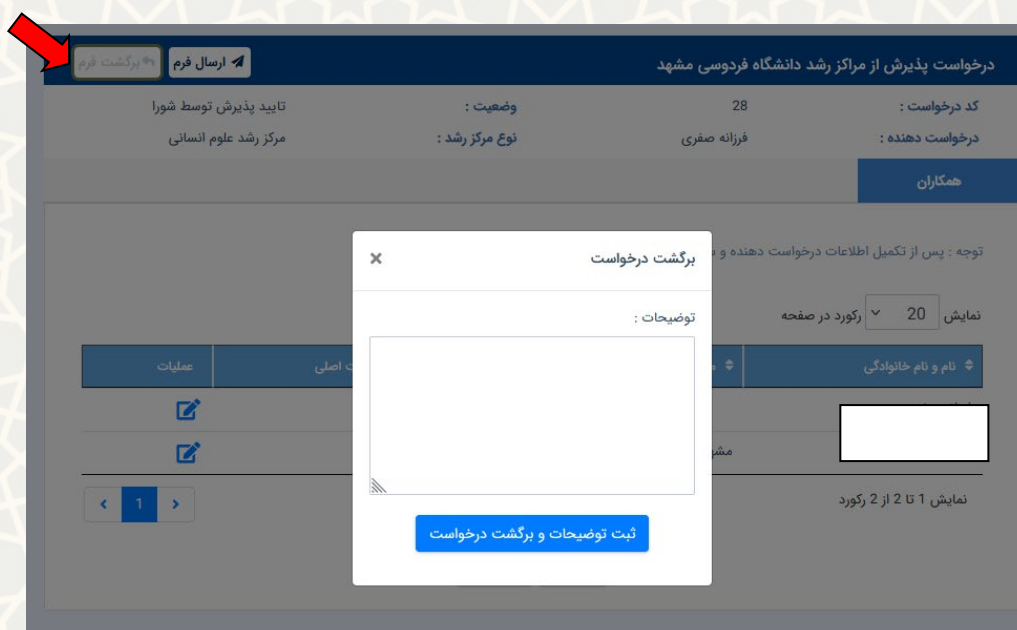 درخواست پذیرش از مراکز رشد دانشگاه فردوسی مشهد
ارسال فرم
برگشت فرم
کد درخواست : 28 وضعیت : تایید پذیرش توسط شورا
درخواست دهنده : فرزانه صفری نوع مرکز رشد : مرکز رشد علوم انسانی
همکاران
برگشت درخواست ×
توجه : پس از تکمیل اطلاعات درخواست دهنده و
توضیحات :
نمایش 20 رکورد در صفحه
نام و نام خانوادگی
اصلی
عملیات
نمایش 1 تا 2 از 2 رکورد
1
ثبت توضیحات و برگشت درخواست